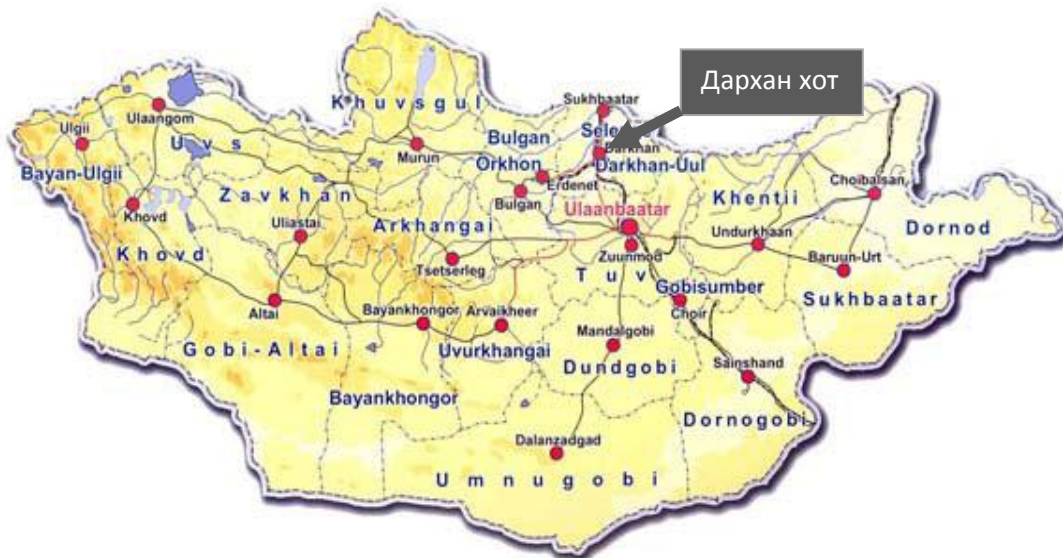 Дархан хот
Khuvsgul
Sukhbaatar
Ulaangom
Ulgii
Uvs
Murun
Bulgan
Sele
Darkhan
Darkhan-Uul
Orkhon
Erdenet
Bayan-Ulgii
Khovd
Zavkhan
Bulgan
Khentii
Choibalsan
Uliastai
Arkhangai
Ulaanbaatar
Undurkhaan
Dornod
Khovd
Tsetserleg
Zuunmod
Baruun-Urt
Tuv
Gobisumber
Sukhbaatar
Altai
Bayankhongor
Arvaikheer
Choir
Gobi-Altai
Uvurkhangai
Mandalgobi
Dundgobi
Sainshand
Bayankhongor
Dornogobi
Dalanzadgad
Umnugobi